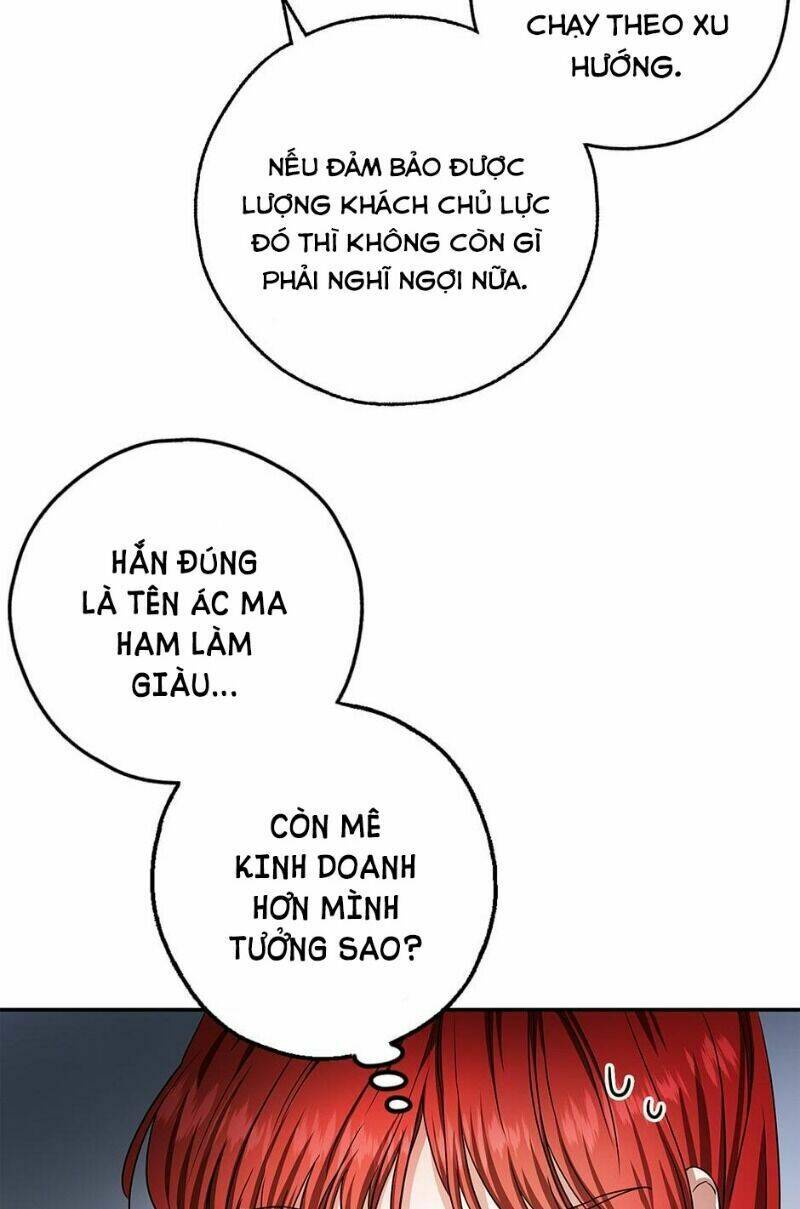 CHẠY THEO XU
HƯỚNG.
NẾU ĐẢM BẢO ĐƯỢC
LƯỢNG KHÁCH CHỦ LỰC
ĐÓ THÌ KHÔNG CÒN GÌ
PHẢI NGHĨ NGỢI NỮA.
HẮN ĐÚNG
LÀ TÊN ÁC MA
HAM LÀM
GIÀU...
CÒN MÊ
KINH DOANH
HƠN MÌNH
TƯỞNG SAO?